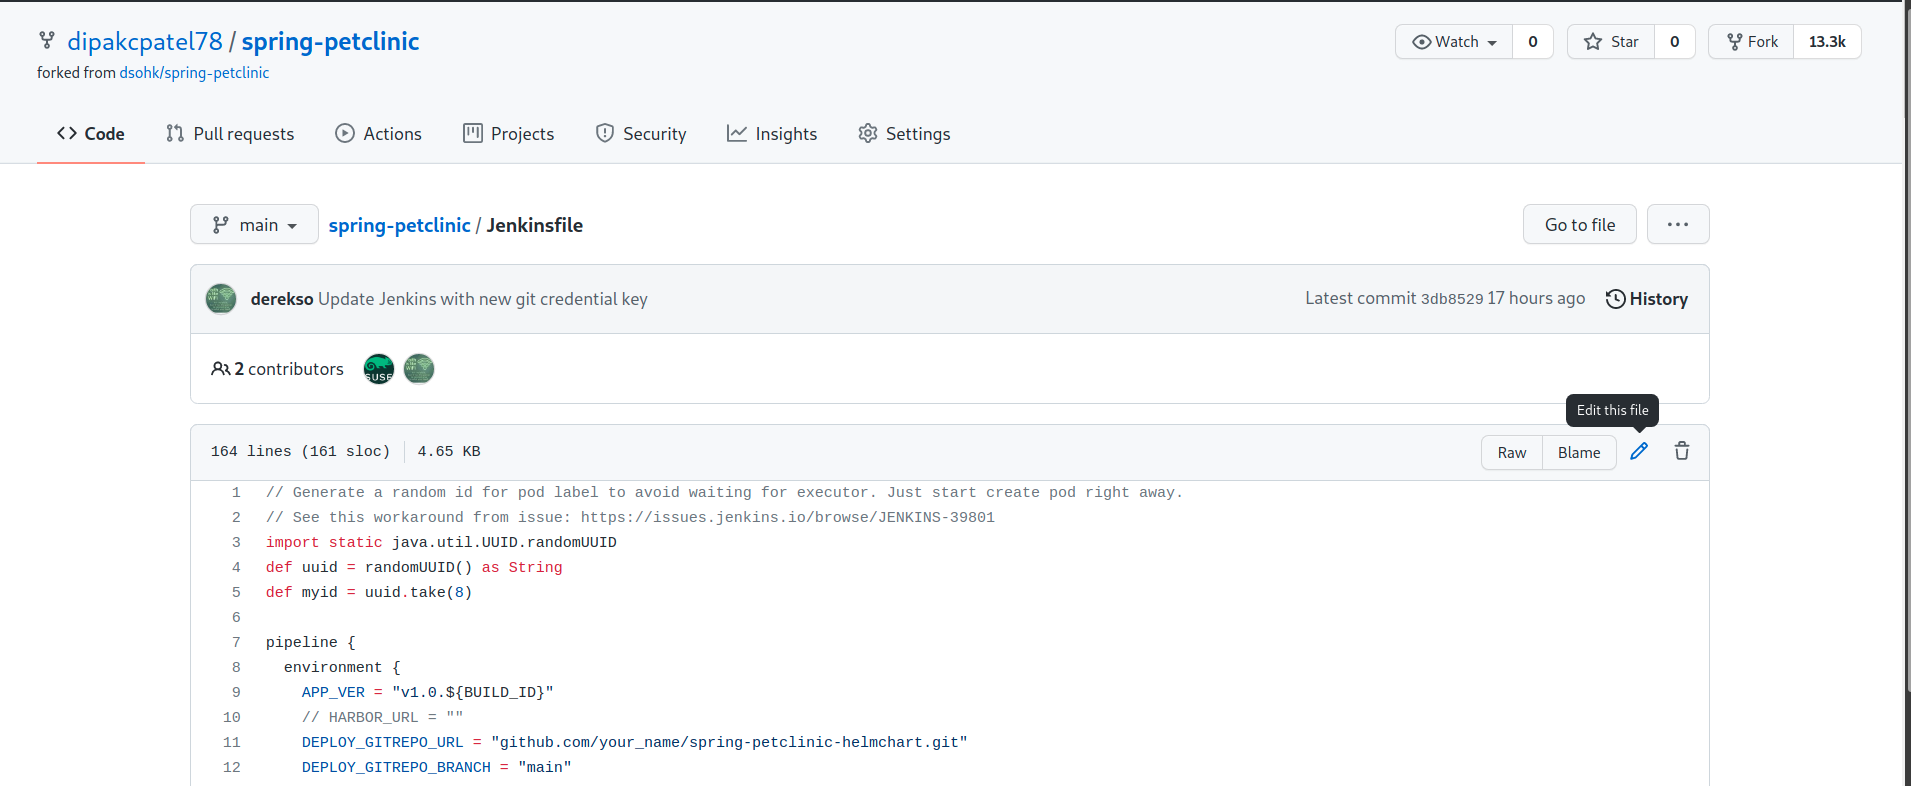 dipakcpatel78 / spring-petclinic
Watch 0 Star 0 Fork 13.3k
forked from dsohk/spring-petclinic
Code Pull requests Actions Projects Security Insights Settings
main spring-petclinic / Jenkinsfile Go to file ...
derekso Update Jenkins with new git credential key Latest commit 3db8529 17 hours ago History
2 contributors SUSE
Edit this file
164 lines (161 sloc) 4.65 KB Raw Blame
1 // Generate a random id for pod label to avoid waiting for executor. Just start create pod right away.
2 // See this workaround from issue: https://issues.jenkins.io/browse/JENKINS-39801
3 import static java.util.UUID.randomUUID
4 def uuid = randomUUID() as String
5 def myid = uuid.take(8)
6
7 pipeline {
8 environment {
9 APP_VER = "v1.0.${BUILD_ID}"
10 // HARBOR_URL = ""
11 DEPLOY_GITREPO_URL = "github.com/your_name/spring-petclinic-helmchart.git"
12 DEPLOY_GITREPO_BRANCH = "main"